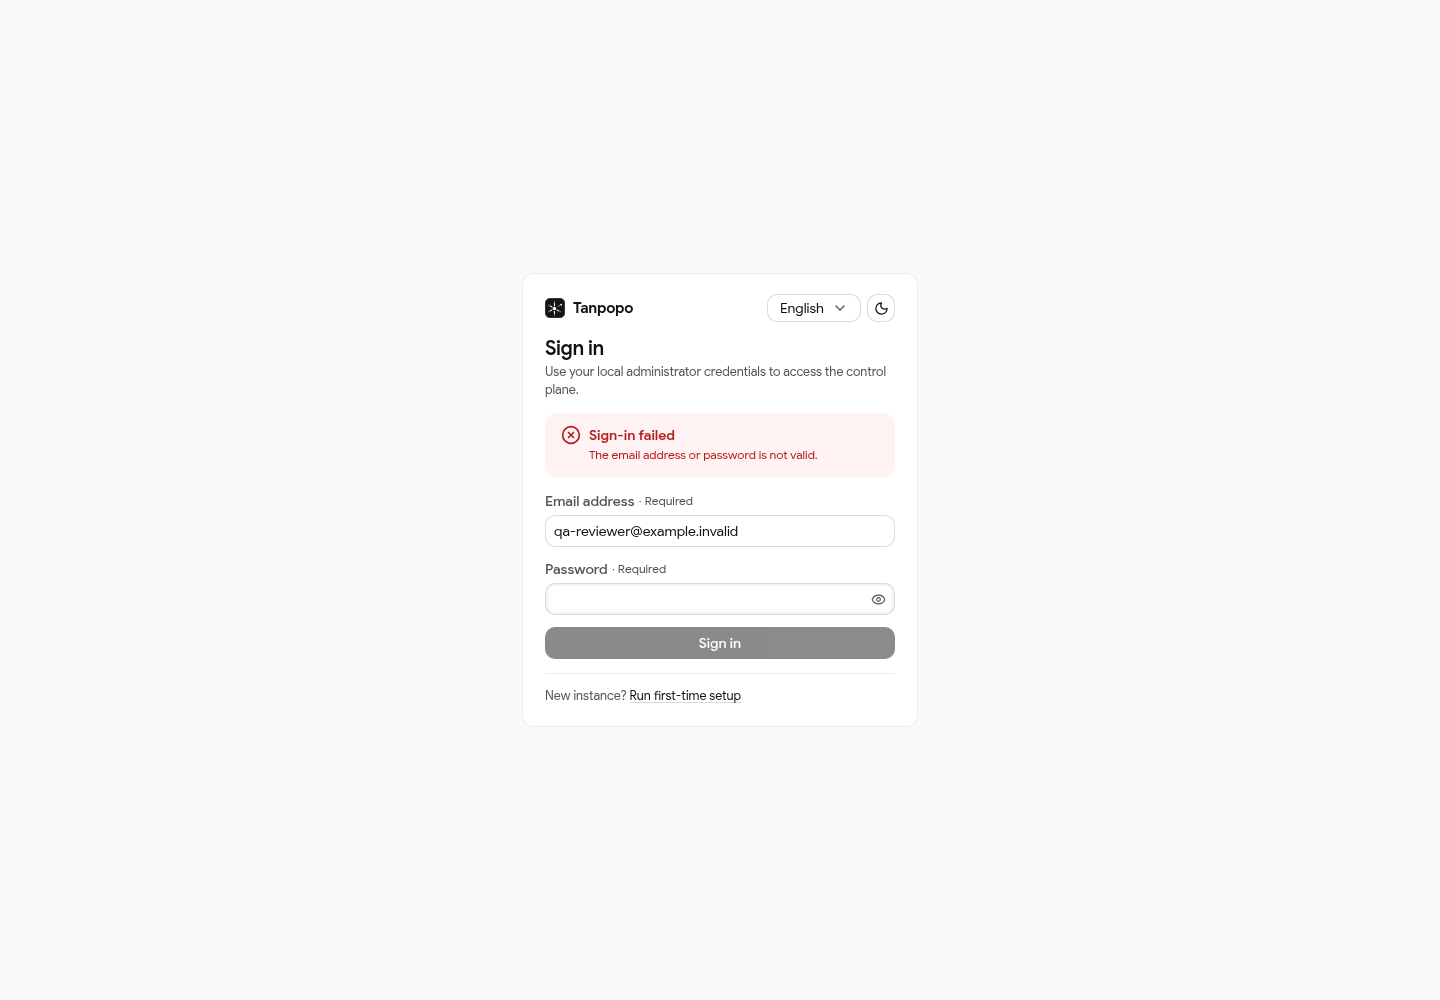 Tanpopo
English
Sign in
Use your local administrator credentials to access the control
plane.
Sign-in failed
The email address or password is not valid.
Email address · Required
qa-reviewer@example.invalid
Password · Required
Sign in
New instance? Run first-time setup